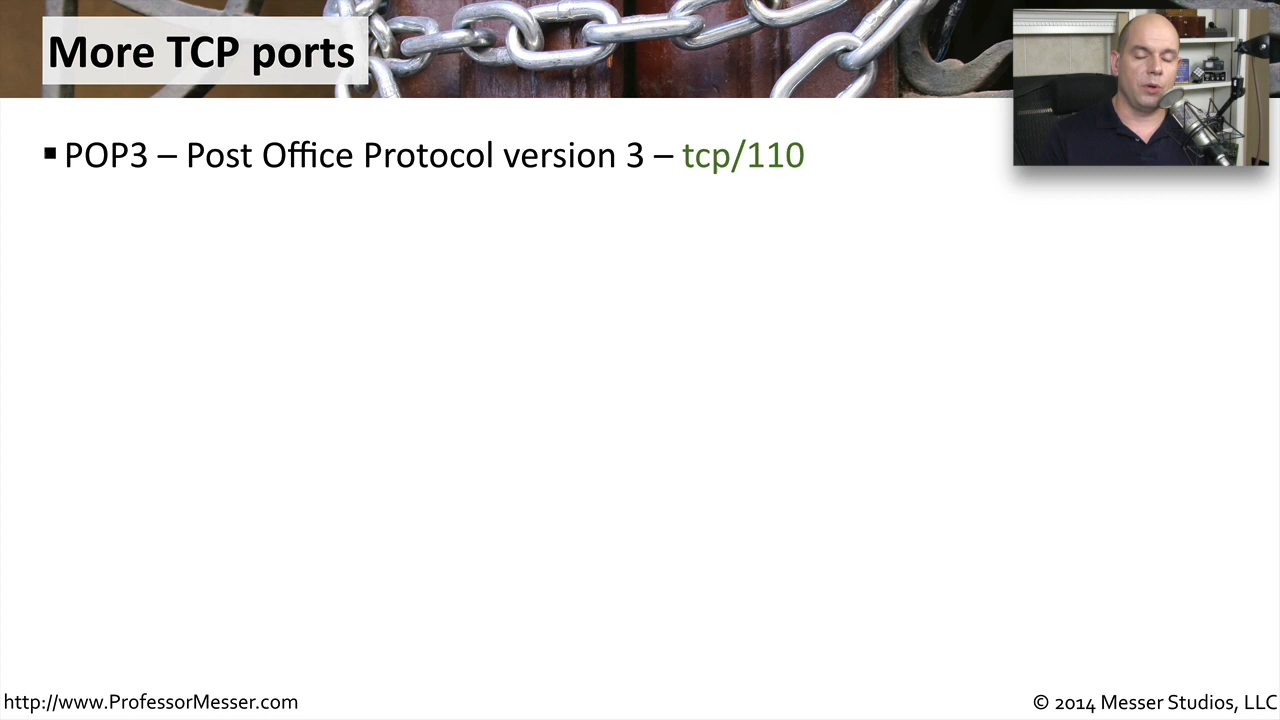 More TCP ports
▪ POP3 – Post Office Protocol version 3 – tcp/110
http://www.ProfessorMesser.com
© 2014 Messer Studios, LLC